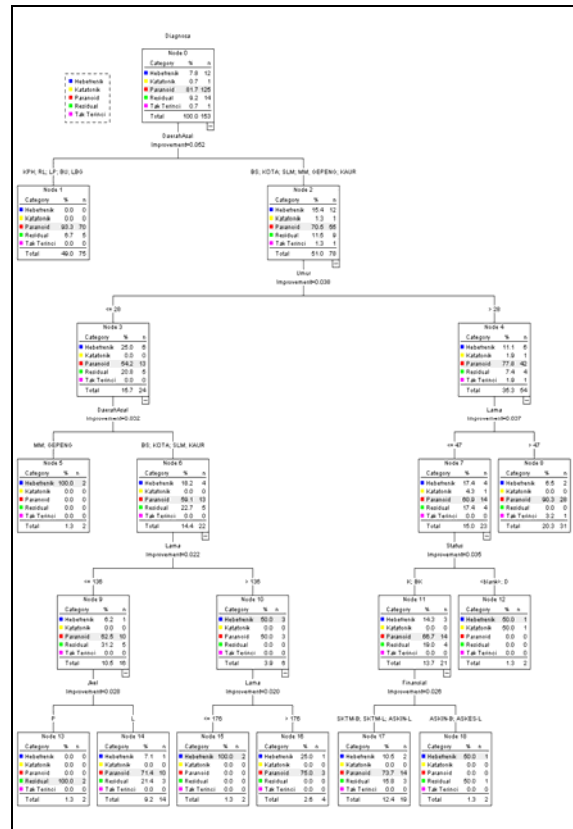 Diagnosa
Node 0
Category % n
Hebefrenik 7.8 12
Katatonik 0.7 1
Paranoid 81.7 125
Residual 9.2 14
Tak Terinci 0.7 1
Total 100.0 153
Hebefrenik
Katatonik
Paranoid
Residual
Tak Terinci
DaerahAsal
Improvement=0.052
KPH; RL; LP; BU; LBG
BS; KOTA; SLM; MM; GEPENG; KAUR
Node 1
Category % n
Hebefrenik 0.0 0
Katatonik 0.0 0
Paranoid 93.3 70
Residual 6.7 5
Tak Terinci 0.0 0
Total 49.0 75
Node 2
Category % n
Hebefrenik 15.4 12
Katatonik 1.3 1
Paranoid 70.5 55
Residual 11.5 9
Tak Terinci 1.3 1
Total 51.0 78
Umur
Improvement=0.038
<= 28
> 28
Node 3
Category % n
Hebefrenik 25.0 6
Katatonik 0.0 0
Paranoid 54.2 13
Residual 20.8 5
Tak Terinci 0.0 0
Total 15.7 24
Node 4
Category % n
Hebefrenik 11.1 6
Katatonik 1.9 1
Paranoid 77.8 42
Residual 7.4 4
Tak Terinci 1.9 1
Total 35.3 54
DaerahAsal
Improvement=0.032
Lama
Improvement=0.037
MM; GEPENG
BS; KOTA; SLM; KAUR
<= 47
> 47
Node 5
Category % n
Hebefrenik 100.0 2
Katatonik 0.0 0
Paranoid 0.0 0
Residual 0.0 0
Tak Terinci 0.0 0
Total 1.3 2
Node 6
Category % n
Hebefrenik 18.2 4
Katatonik 0.0 0
Paranoid 59.1 13
Residual 22.7 5
Tak Terinci 0.0 0
Total 14.4 22
Node 7
Category % n
Hebefrenik 17.4 4
Katatonik 4.3 1
Paranoid 60.9 14
Residual 17.4 4
Tak Terinci 0.0 0
Total 15.0 23
Node 8
Category % n
Hebefrenik 6.5 2
Katatonik 0.0 0
Paranoid 90.3 28
Residual 0.0 0
Tak Terinci 3.2 1
Total 20.3 31
Lama
Improvement=0.022
Status
Improvement=0.035
<= 135
> 135
K; BK
<blank>; D
Node 9
Category % n
Hebefrenik 6.2 1
Katatonik 0.0 0
Paranoid 62.5 10
Residual 31.2 5
Tak Terinci 0.0 0
Total 10.5 16
Node 10
Category % n
Hebefrenik 50.0 3
Katatonik 0.0 0
Paranoid 50.0 3
Residual 0.0 0
Tak Terinci 0.0 0
Total 3.9 6
Node 11
Category % n
Hebefrenik 14.3 3
Katatonik 0.0 0
Paranoid 66.7 14
Residual 19.0 4
Tak Terinci 0.0 0
Total 13.7 21
Node 12
Category % n
Hebefrenik 50.0 1
Katatonik 50.0 1
Paranoid 0.0 0
Residual 0.0 0
Tak Terinci 0.0 0
Total 1.3 2
Jkel
Improvement=0.028
Lama
Improvement=0.020
Finansial
Improvement=0.026
P
L
<= 176
> 176
SKTM-B; SKTM-L; ASKIN-L
ASKIN-B; ASKES-L
Node 13
Category % n
Hebefrenik 0.0 0
Katatonik 0.0 0
Paranoid 0.0 0
Residual 100.0 2
Tak Terinci 0.0 0
Total 1.3 2
Node 14
Category % n
Hebefrenik 7.1 1
Katatonik 0.0 0
Paranoid 71.4 10
Residual 21.4 3
Tak Terinci 0.0 0
Total 9.2 14
Node 15
Category % n
Hebefrenik 100.0 2
Katatonik 0.0 0
Paranoid 0.0 0
Residual 0.0 0
Tak Terinci 0.0 0
Total 1.3 2
Node 16
Category % n
Hebefrenik 25.0 1
Katatonik 0.0 0
Paranoid 75.0 3
Residual 0.0 0
Tak Terinci 0.0 0
Total 2.6 4
Node 17
Category % n
Hebefrenik 10.5 2
Katatonik 0.0 0
Paranoid 73.7 14
Residual 15.8 3
Tak Terinci 0.0 0
Total 12.4 19
Node 18
Category % n
Hebefrenik 50.0 1
Katatonik 0.0 0
Paranoid 0.0 0
Residual 50.0 1
Tak Terinci 0.0 0
Total 1.3 2